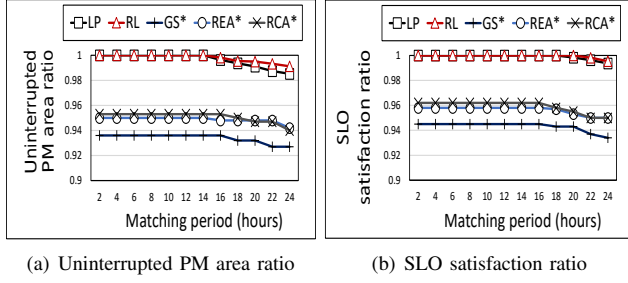 LP RL GS* REA* RCA*
Uninterrupted
PM area ratio
1
0.98
0.96
0.94
0.92
0.9
2 4 6 8 10 12 14 16 18 20 22 24
Matching period (hours)
(a) Uninterrupted PM area ratio
LP RL GS* REA* RCA*
SLO
satisfaction ratio
1
0.98
0.96
0.94
0.92
0.9
2 4 6 8 10 12 14 16 18 20 22 24
Matching period (hours)
(b) SLO satisfaction ratio